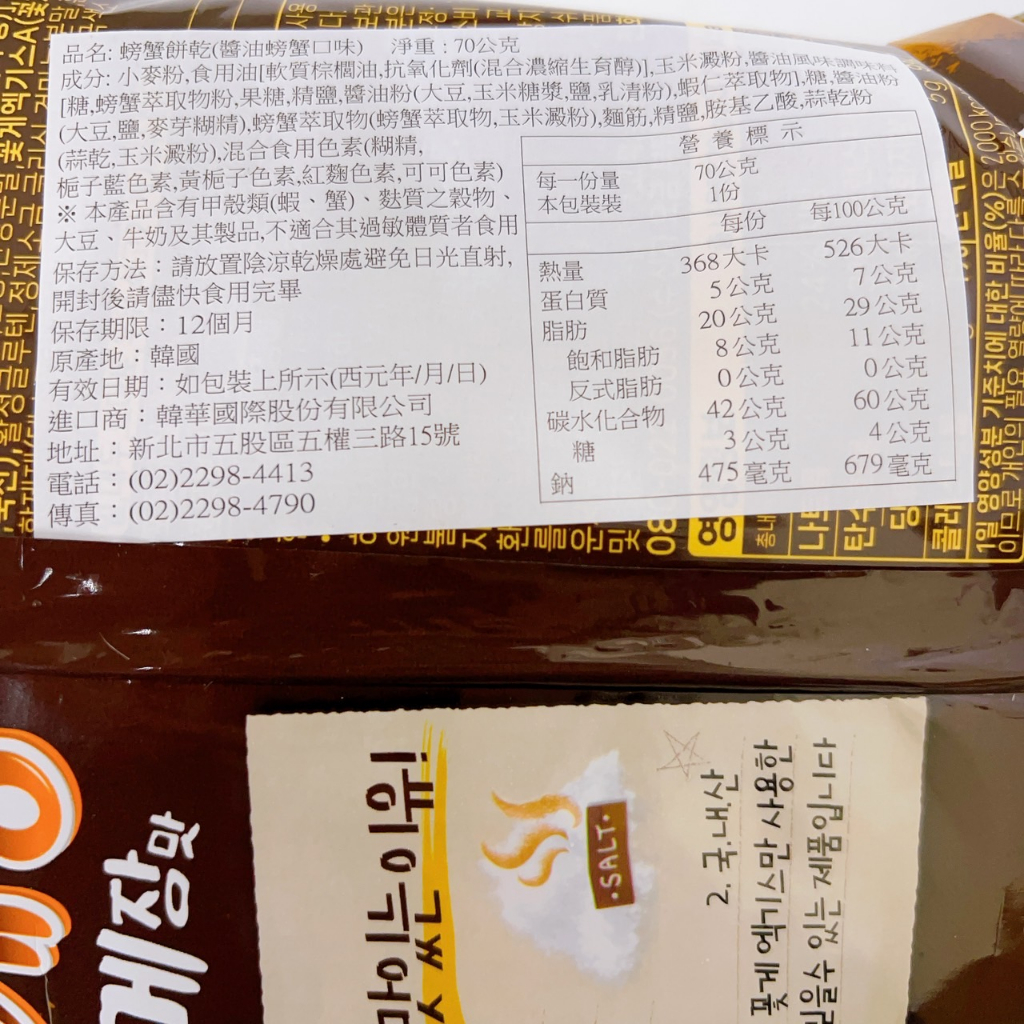 品名: 螃蟹餅乾(醬油螃蟹口味) 淨重:70公克
成分: 小麥粉,食用油[軟質棕櫚油,抗氧化劑(混合濃縮生育醇)],玉米澱粉,醬油風味調味料
[糖,螃蟹萃取物粉,果糖,精鹽,醬油粉(大豆,玉米糖漿,鹽,乳清粉),蝦仁萃取物],糖,醬油粉
(大豆,鹽,麥芽糊精),螃蟹萃取物(螃蟹萃取物,玉米澱粉),麵筋,精鹽,胺基乙酸,蒜乾粉
(蒜乾,玉米澱粉),混合食用色素(糊精,
梔子藍色素,黃梔子色素,紅麴色素,可可色素)
※ 本產品含有甲殼類(蝦、蟹)、麩質之穀物、
大豆、牛奶及其製品,不適合其過敏體質者食用
保存方法:請放置陰涼乾燥處避免日光直射,
開封後請儘快食用完畢
保存期限:12個月
原產地:韓國
有效日期:如包裝上所示(西元年/月/日)
進口商:韓華國際股份有限公司
地址:新北市五股區五權三路15號
電話:(02)2298-4413
傳真:(02)2298-4790
營養標示
每一份量 70公克
本包裝裝 1份
每份 每100公克
熱量 368大卡 526大卡
蛋白質 5公克 7公克
脂肪 20公克 29公克
飽和脂肪 8公克 11公克
反式脂肪 0公克 0公克
碳水化合物 42公克 60公克
糖 3公克 4公克
鈉 475毫克 679毫克
1일 영양성분 기준치에 대한 비율(%)은 2,000kc
장맛
이유!
SALT
2. 국.내.산
꽃게 엑기스만 사용한
있는 제품입니다